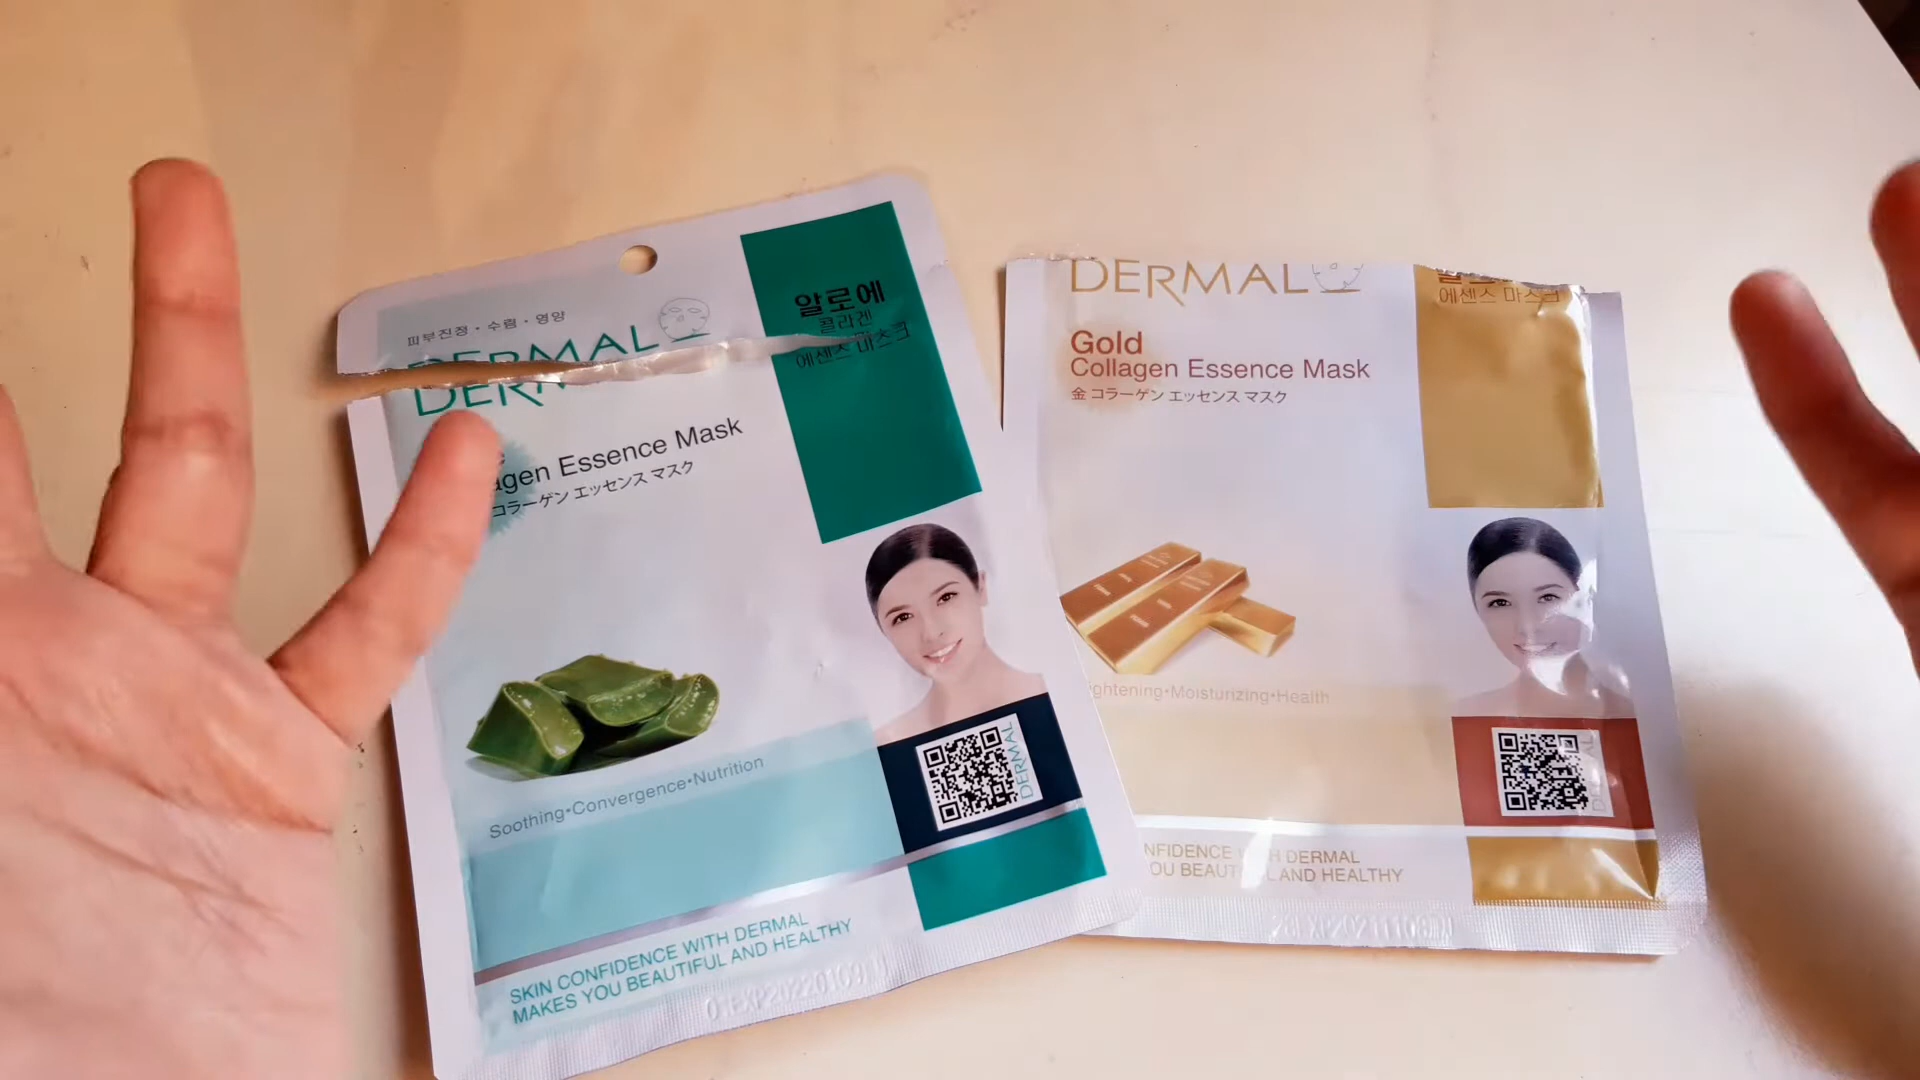 피부진정 · 수렴 · 영양
DERMAL
알로에
콜라겐
에센스 마스크
agen Essence Mask
コラーゲン エッセンス マスク
Soothing•Convergence•Nutrition
DERMAL
SKIN CONFIDENCE WITH DERMAL
MAKES YOU BEAUTIFUL AND HEALTHY
DERMAL
에센스 마스크
Gold
Collagen Essence Mask
金 コラーゲン エッセンス マスク
ghtening•Moisturizing•Health
DERMAL
NFIDENCE WITH DERMAL
OU BEAUTIFUL AND HEALTHY